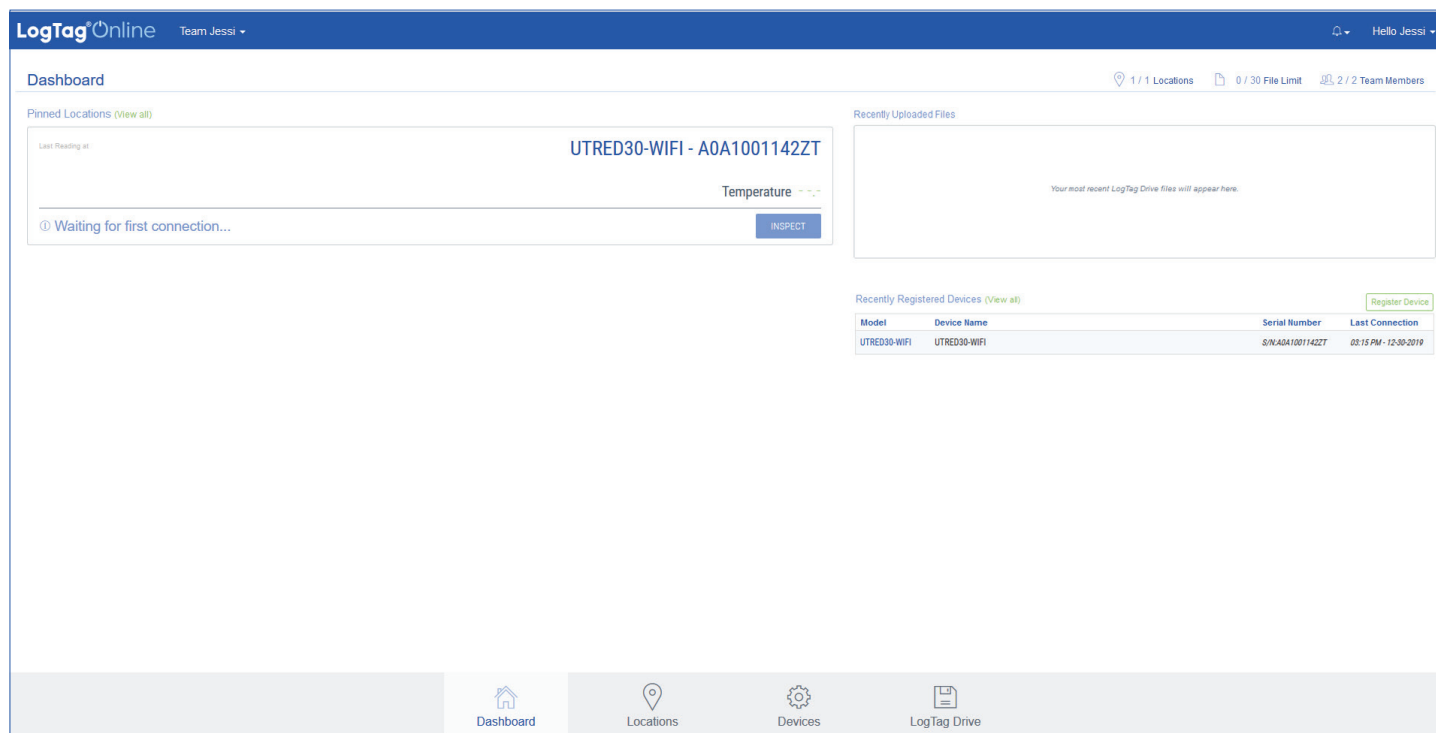 LogTag® Online Team Jessi Hello Jessi
Dashboard 1 / 1 Locations 0 / 30 File Limit 2 / 2 Team Members
Pinned Locations (View all)
Last Reading at
UTRED30-WIFI - A0A1001142ZT
Temperature --.-
Waiting for first connection...
INSPECT
Recently Uploaded Files
Your most recent LogTag Drive files will appear here.
Recently Registered Devices (View all)
Register Device
Model Device Name Serial Number Last Connection
UTRED30-WIFI UTRED30-WIFI S/N:A0A1001142ZT 03:15 PM - 12-30-2019
Dashboard Locations Devices LogTag Drive